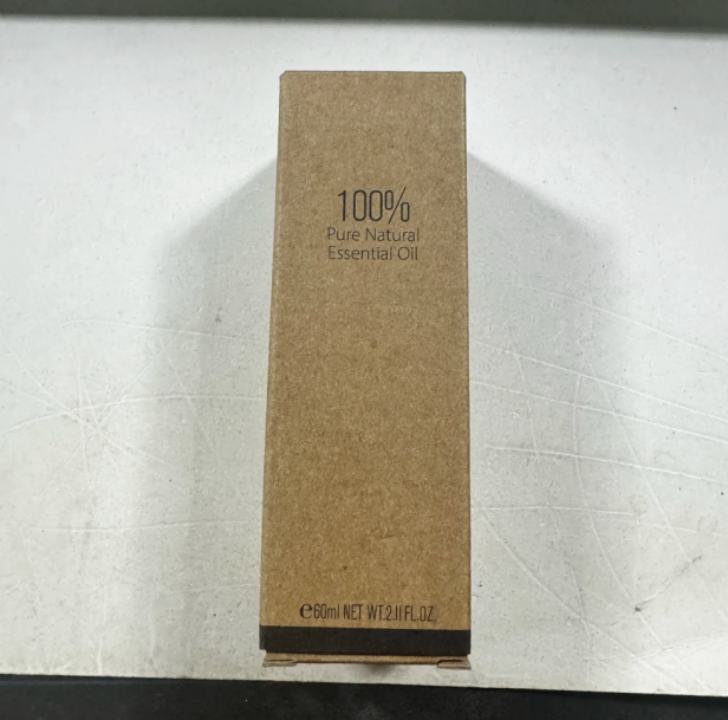 100%
Pure Natural
Essential Oil
℮60ml NET WT.2.11 FL.OZ.